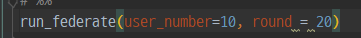 # %%
run_federate(user_number=10, round = 20)